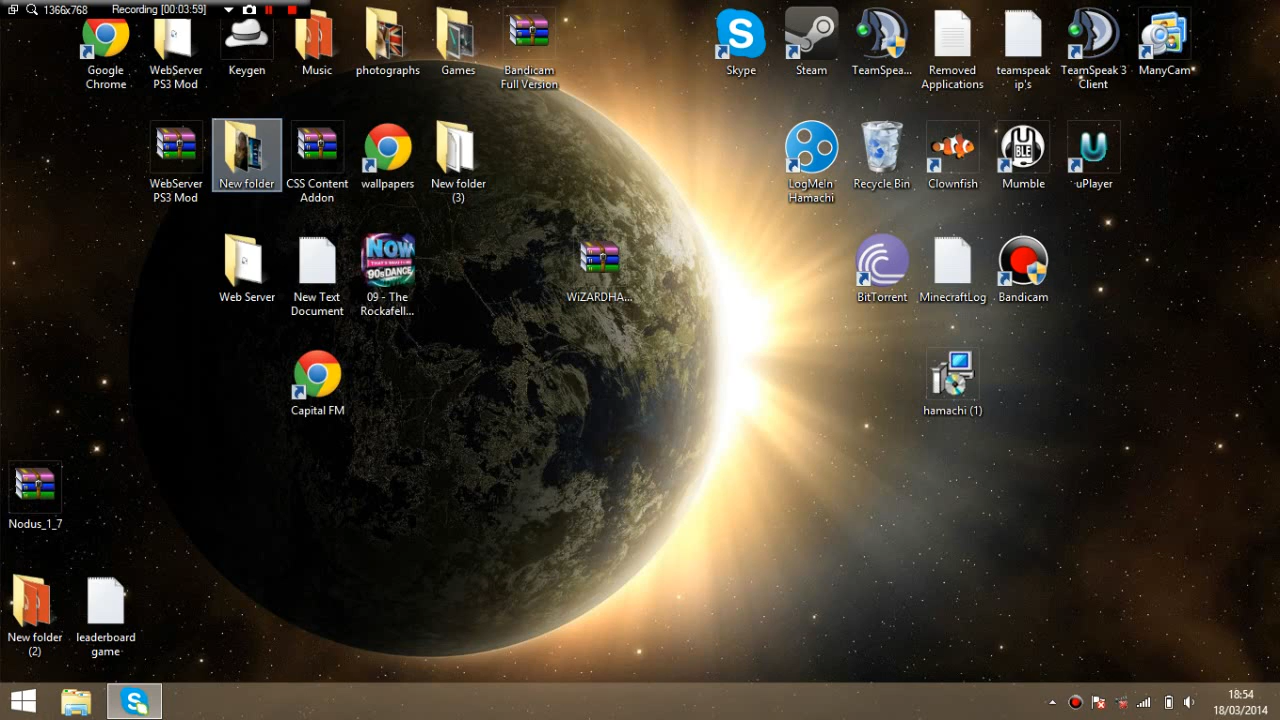 1366x768 Recording [00:03:59]
Google Chrome
WebServer PS3 Mod
Keygen
Music
photographs
Games
Bandicam Full Version
Skype
Steam
TeamSpea...
Removed Applications
teamspeak ip's
TeamSpeak 3 Client
ManyCam
WebServer PS3 Mod
New folder
CSS Content Addon
wallpapers
New folder (3)
LogMeIn Hamachi
Recycle Bin
Clownfish
Mumble
uPlayer
Web Server
New Text Document
NOW
90s DANCE
09 - The Rockafell...
WiZARDHA...
BitTorrent
MinecraftLog
Bandicam
Capital FM
hamachi (1)
Nodus_1_7
New folder (2)
leaderboard game
18:54
18/03/2014